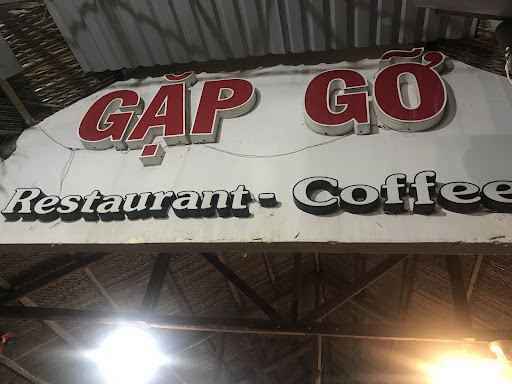 GẶP GỠ
Restaurant - Coffee